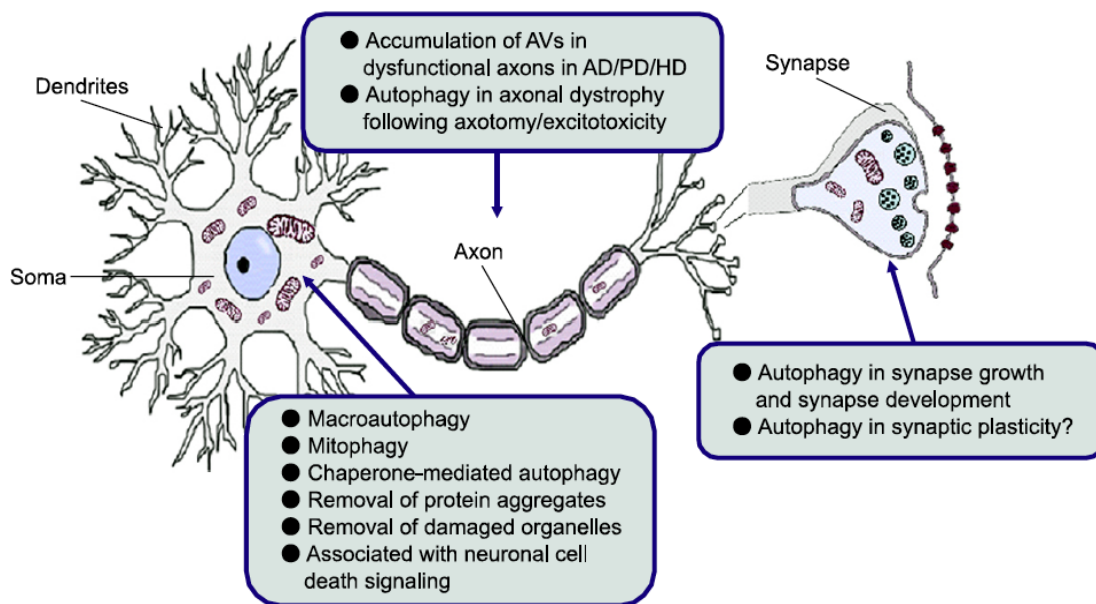 ● Accumulation of AVs in
dysfunctional axons in AD/PD/HD
● Autophagy in axonal dystrophy
following axotomy/excitotoxicity
Synapse
Dendrites
Axon
Soma
● Autophagy in synapse growth
and synapse development
● Autophagy in synaptic plasticity?
● Macroautophagy
● Mitophagy
● Chaperone-mediated autophagy
● Removal of protein aggregates
● Removal of damaged organelles
● Associated with neuronal cell
death signaling